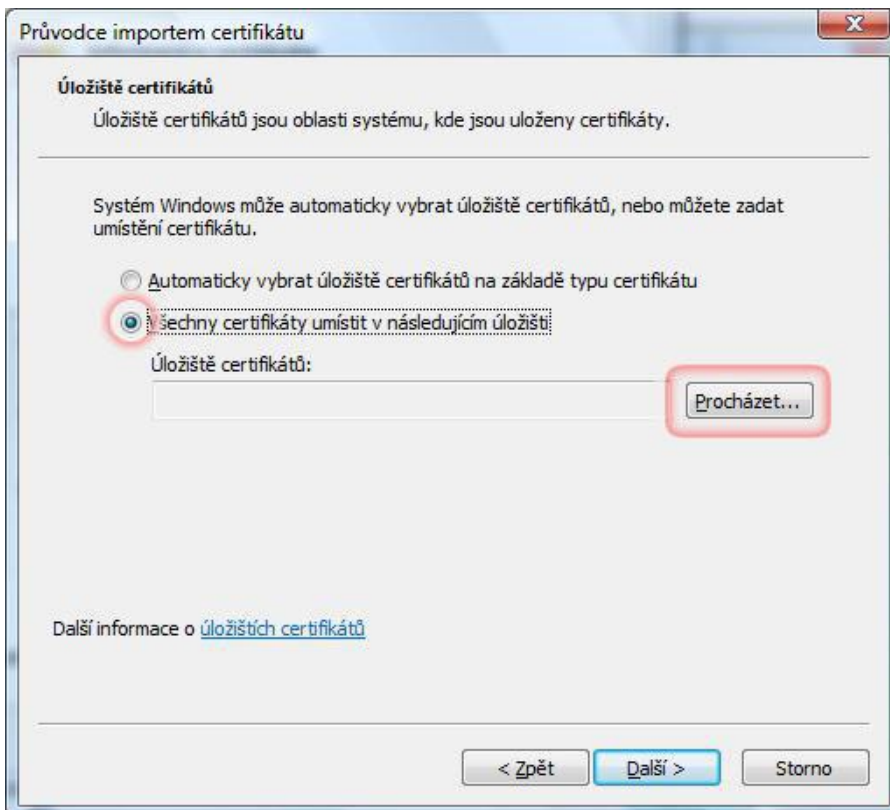 Průvodce importem certifikátu
Úložiště certifikátů
Úložiště certifikátů jsou oblasti systému, kde jsou uloženy certifikáty.
Systém Windows může automaticky vybrat úložiště certifikátů, nebo můžete zadat
umístění certifikátu.
Automaticky vybrat úložiště certifikátů na základě typu certifikátu
Všechny certifikáty umístit v následujícím úložišti
Úložiště certifikátů:
Procházet...
Další informace o úložištích certifikátů
< Zpět
Další >
Storno